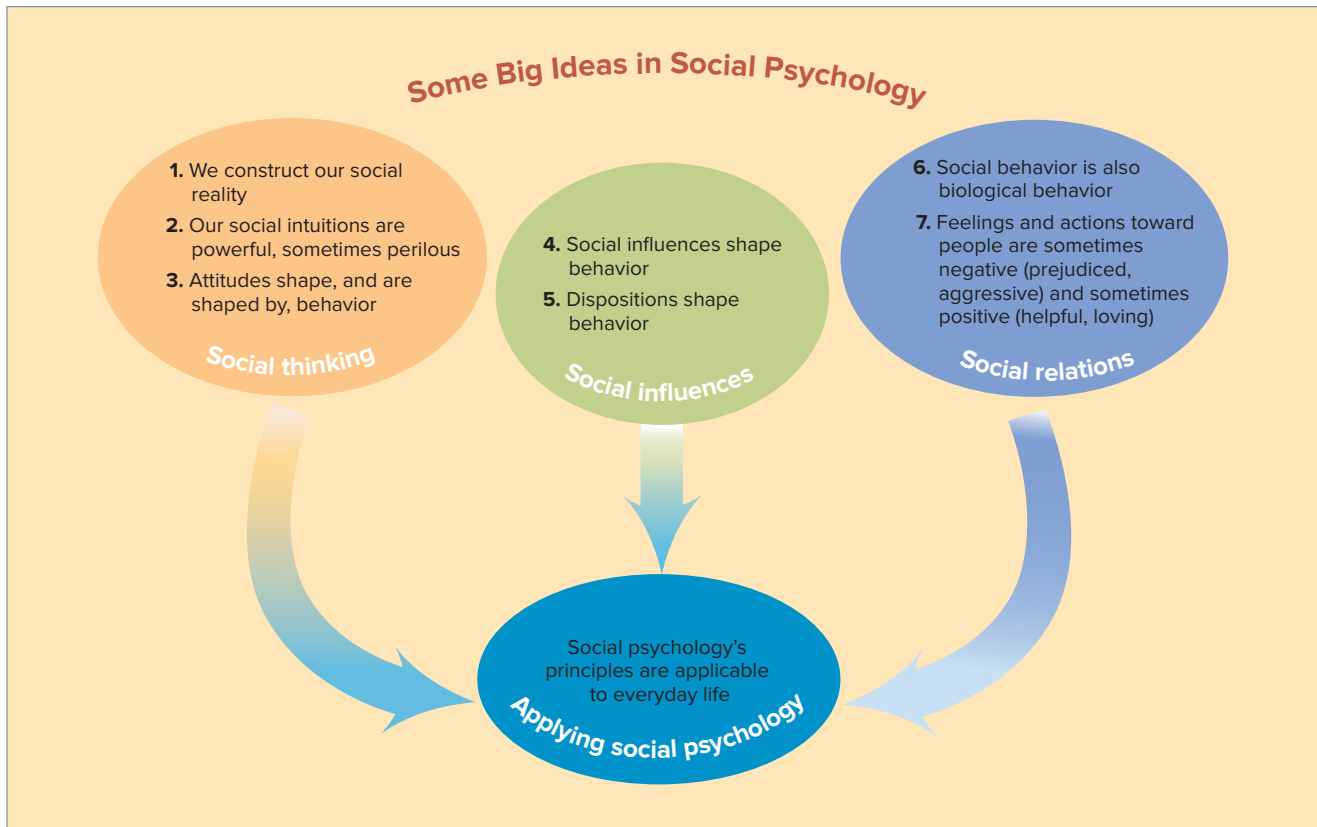 Some Big Ideas in Social Psychology
1. We construct our social
reality
2. Our social intuitions are
powerful, sometimes perilous
3. Attitudes shape, and are
shaped by, behavior
Social thinking
4. Social influences shape
behavior
5. Dispositions shape
behavior
Social influences
6. Social behavior is also
biological behavior
7. Feelings and actions toward
people are sometimes
negative (prejudiced,
aggressive) and sometimes
positive (helpful, loving)
Social relations
Social psychology’s
principles are applicable
to everyday life
Applying social psychology